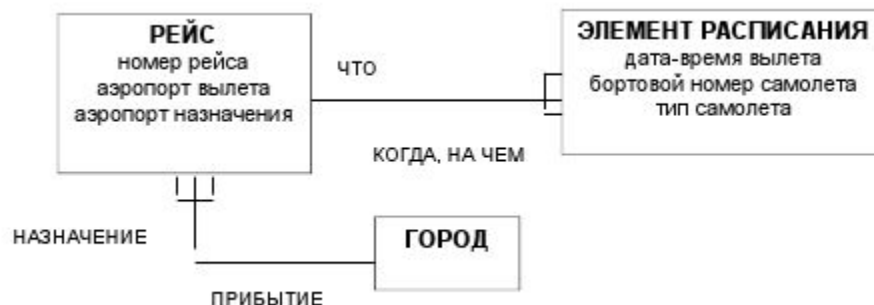 РЕЙС
номер рейса
аэропорт вылета
аэропорт назначения
ЧТО
ЭЛЕМЕНТ РАСПИСАНИЯ
дата-время вылета
бортовой номер самолета
тип самолета
КОГДА, НА ЧЕМ
НАЗНАЧЕНИЕ
ГОРОД
ПРИБЫТИЕ